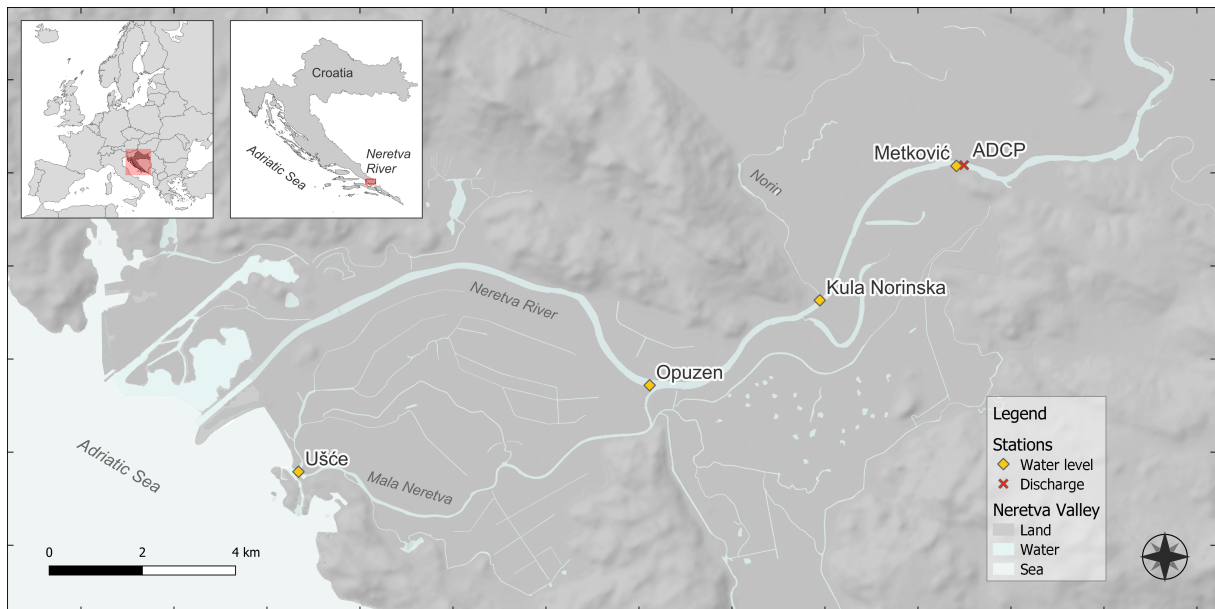 Croatia
Adriatic Sea
Neretva
River
Metković
ADCP
Norin
Kula Norinska
Neretva River
Opuzen
Ušće
Mala Neretva
Adriatic Sea
0 2 4 km
Legend
Stations
Water level
Discharge
Neretva Valley
Land
Water
Sea